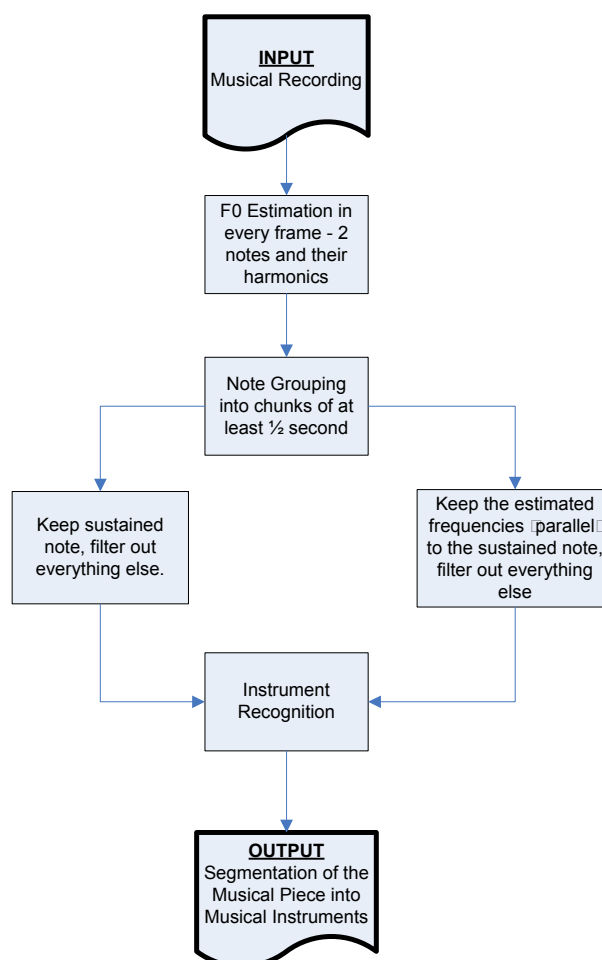 INPUT
Musical Recording
F0 Estimation in
every frame - 2
notes and their
harmonics
Note Grouping
into chunks of at
least ½ second
Keep sustained
note, filter out
everything else.
Keep the estimated
frequencies parallel
to the sustained note,
filter out everything
else
Instrument
Recognition
OUTPUT
Segmentation of the
Musical Piece into
Musical Instruments